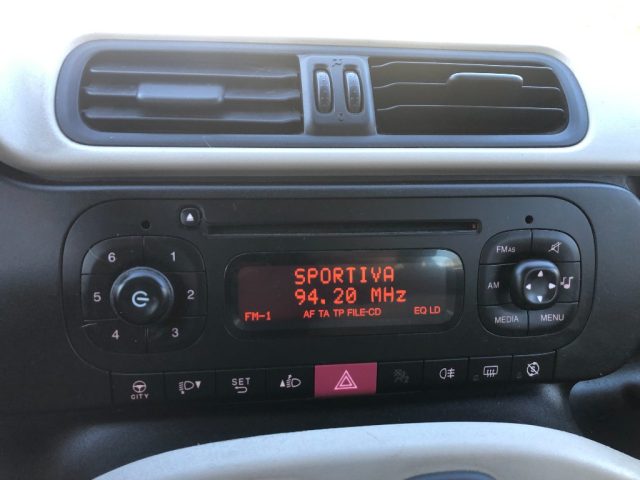 6 1
5 2
4 3
SPORTIVA
94.20 MHz
FM-1 AF TA TP FILE-CD EQ LD
FMAS
AM
MEDIA MENU
CITY
SET